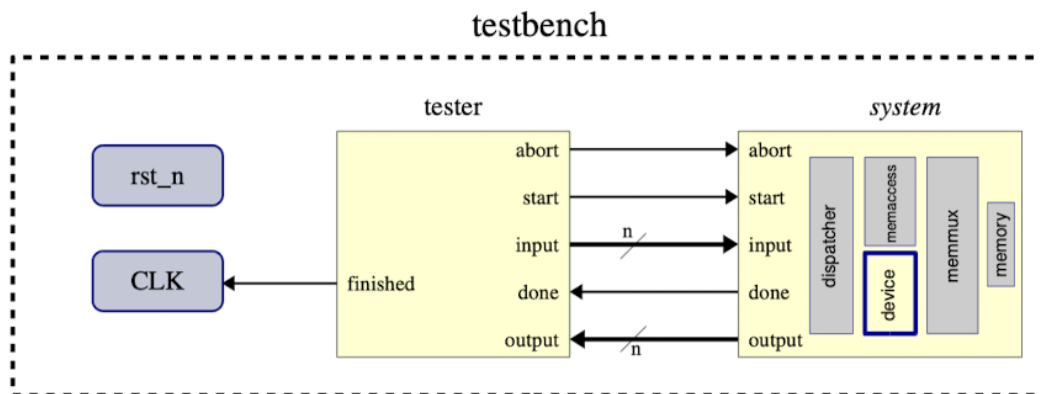 testbench
tester
system
rst_n
CLK
abort
start
input
finished
done
output
n
n
abort
start
input
done
output
dispatcher
memaccess
device
memmux
memory